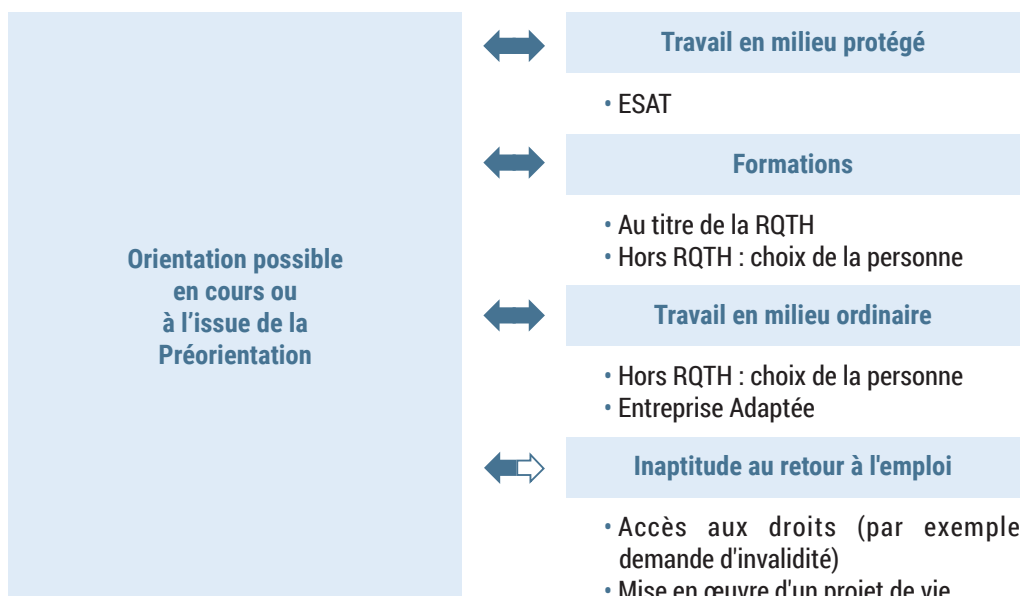 Orientation possible
en cours ou
à l’issue de la
Préorientation
Travail en milieu protégé
• ESAT
Formations
• Au titre de la RQTH
• Hors RQTH : choix de la personne
Travail en milieu ordinaire
• Hors RQTH : choix de la personne
• Entreprise Adaptée
Inaptitude au retour à l'emploi
• Accès aux droits (par exemple
demande d'invalidité)
• Mise en œuvre d'un projet de vie